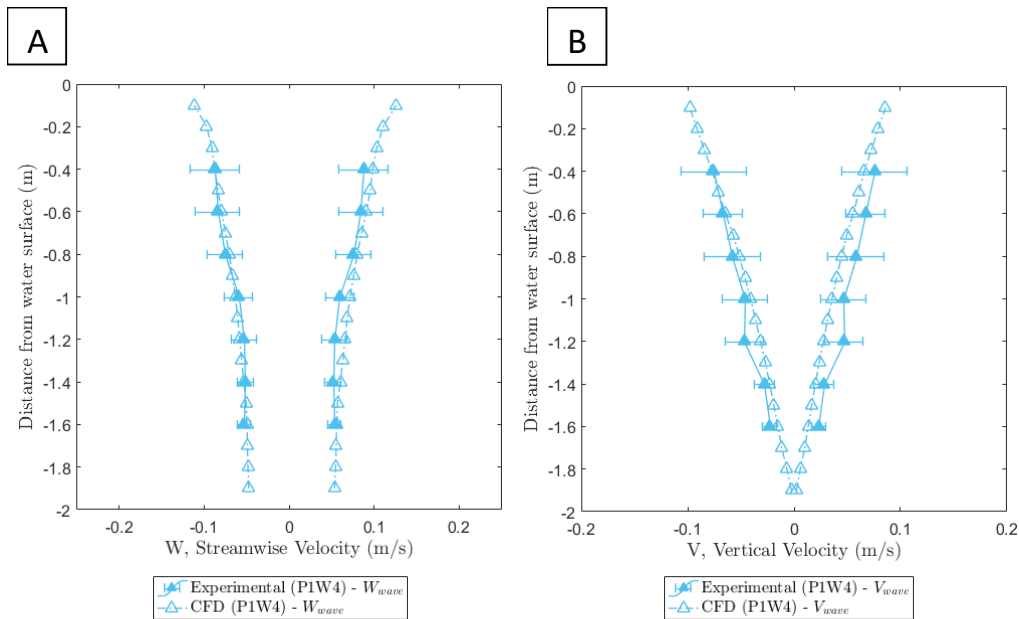 A
B
Distance from water surface (m)
0
-0.2
-0.4
-0.6
-0.8
-1
-1.2
-1.4
-1.6
-1.8
-2
-0.2 -0.1 0 0.1 0.2
W, Streamwise Velocity (m/s)
Experimental (P1W4) - W_wave
CFD (P1W4) - W_wave
Distance from water surface (m)
0
-0.2
-0.4
-0.6
-0.8
-1
-1.2
-1.4
-1.6
-1.8
-2
-0.2 -0.1 0 0.1 0.2
V, Vertical Velocity (m/s)
Experimental (P1W4) - V_wave
CFD (P1W4) - V_wave